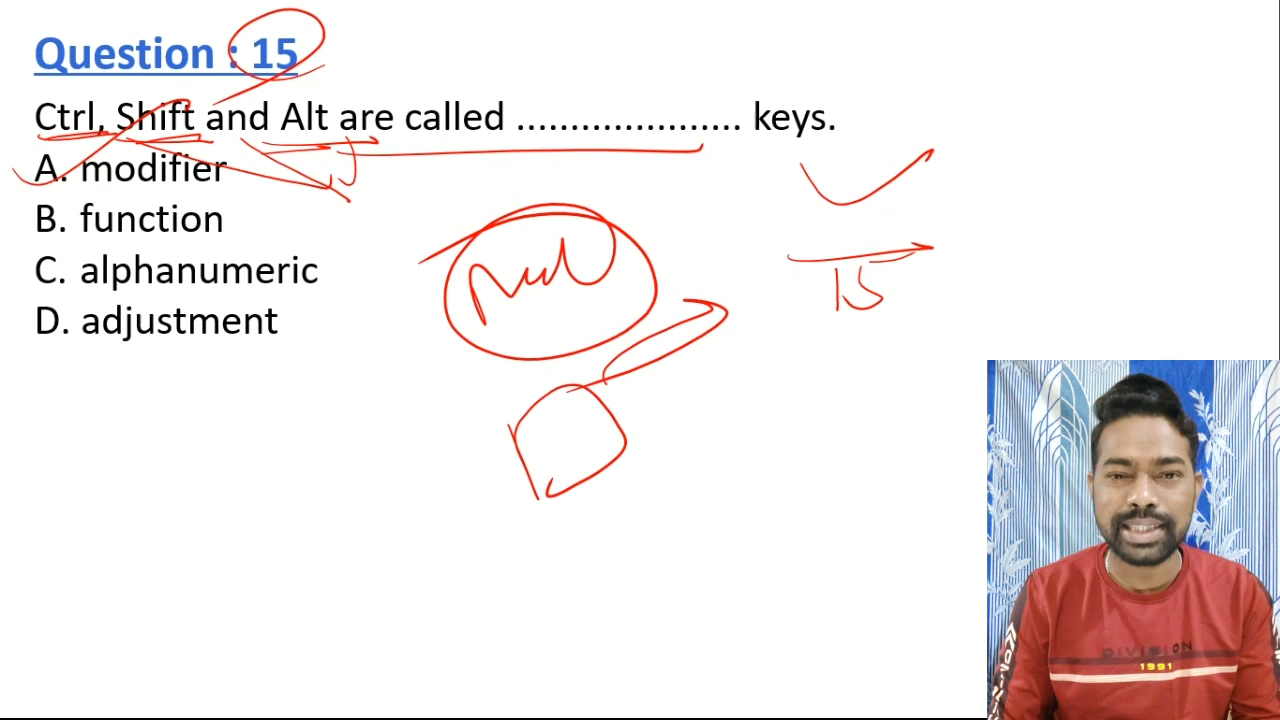 Question : 15
Ctrl, Shift and Alt are called ..................... keys.
A. modifier
B. function
C. alphanumeric
D. adjustment
15
DIVISION
1991